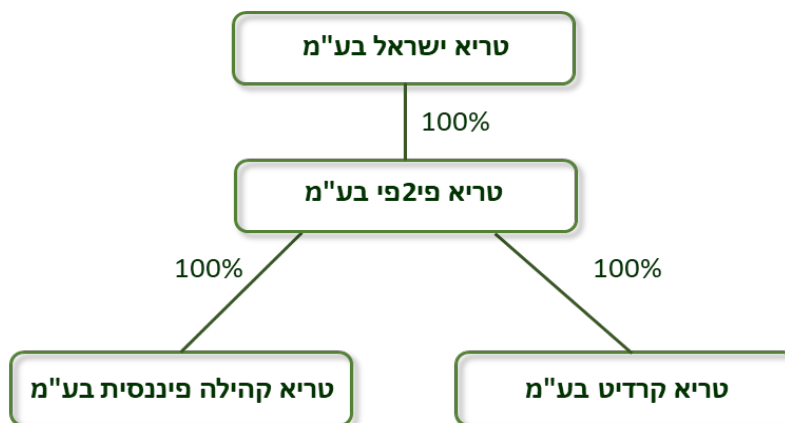 טריא ישראל בע"מ
100%
טריא פי2פי בע"מ
100%
100%
טריא קרדיט בע"מ
טריא קהילה פיננסית בע"מ